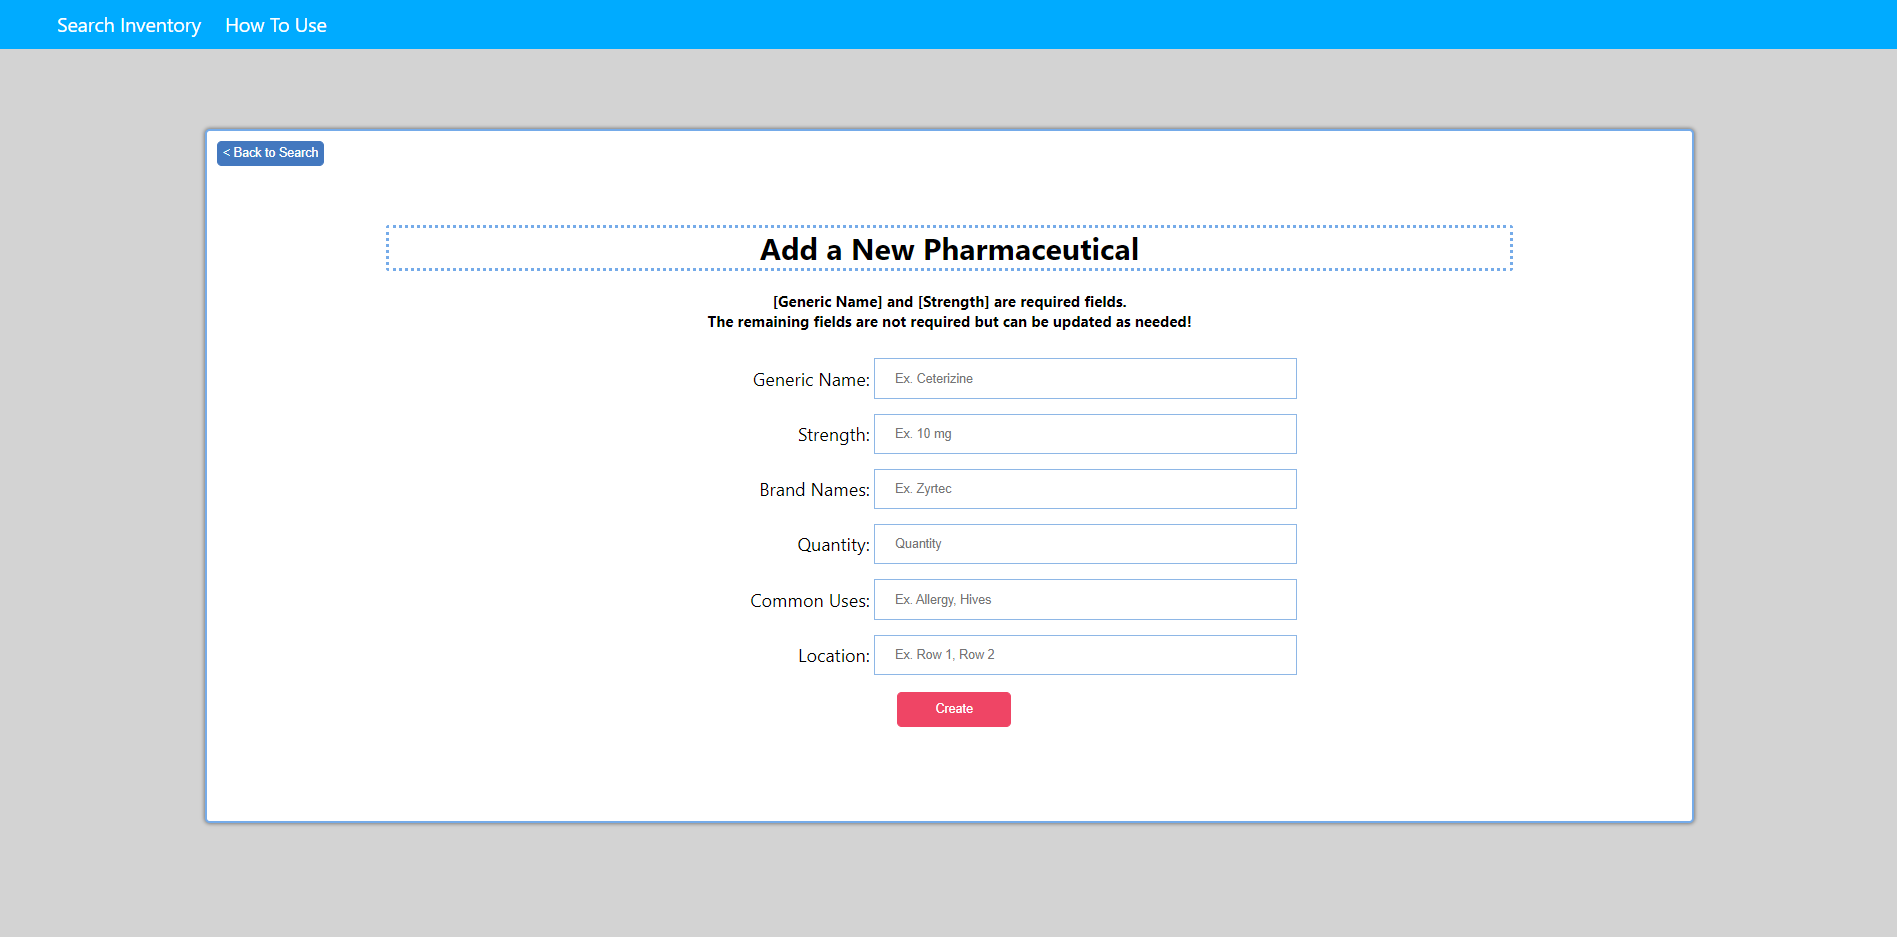 Search Inventory How To Use
< Back to Search
Add a New Pharmaceutical
[Generic Name] and [Strength] are required fields.
The remaining fields are not required but can be updated as needed!
Generic Name: Ex. Ceterizine
Strength: Ex. 10 mg
Brand Names: Ex. Zyrtec
Quantity: Quantity
Common Uses: Ex. Allergy, Hives
Location: Ex. Row 1, Row 2
Create